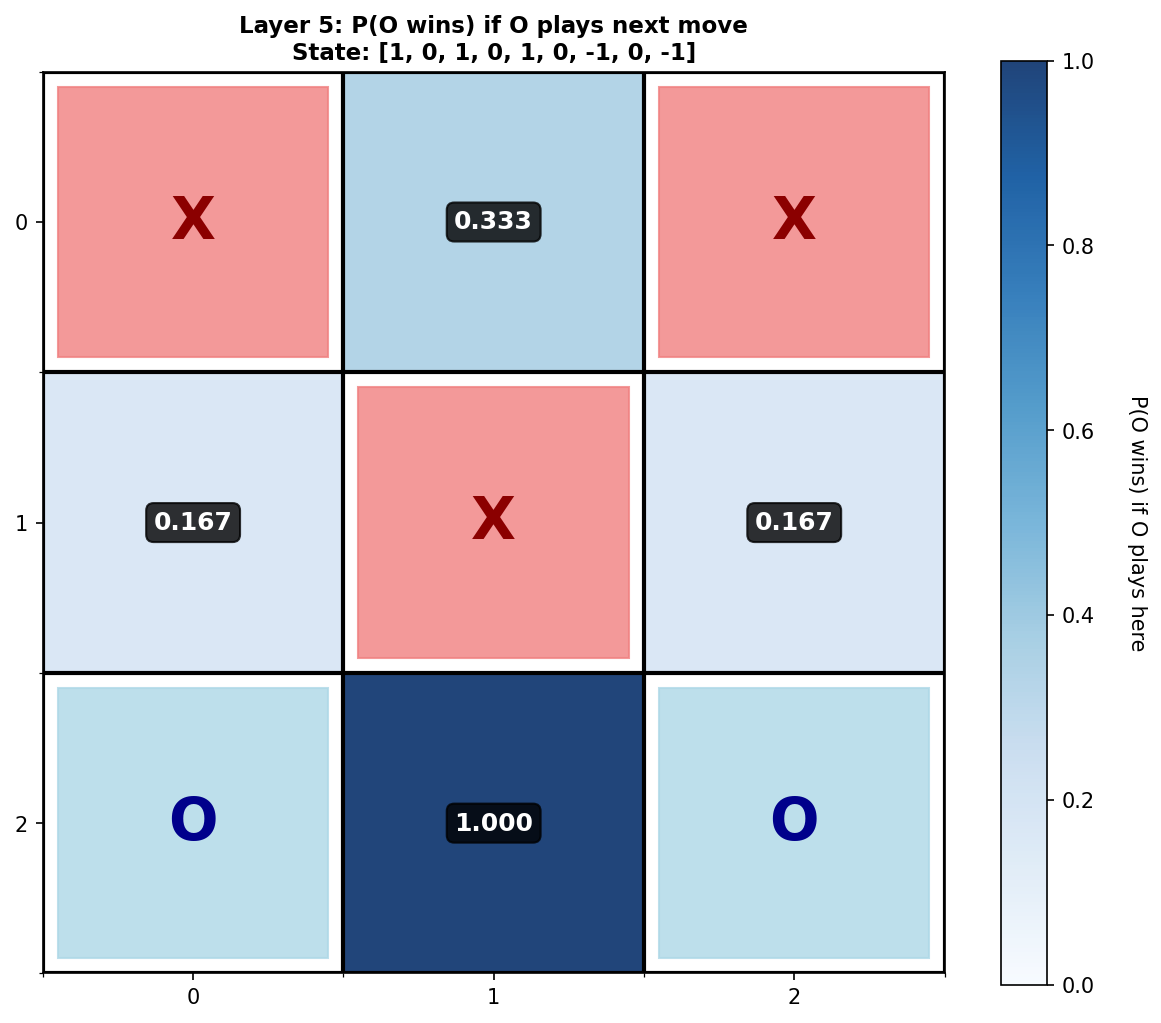 Layer 5: P(O wins) if O plays next move
State: [1, 0, 1, 0, 1, 0, -1, 0, -1]
0
X
0.333
X
1
0.167
X
0.167
2
O
1.000
O
0
1
2
1.0
0.8
0.6
0.4
0.2
0.0
P(O wins) if O plays here